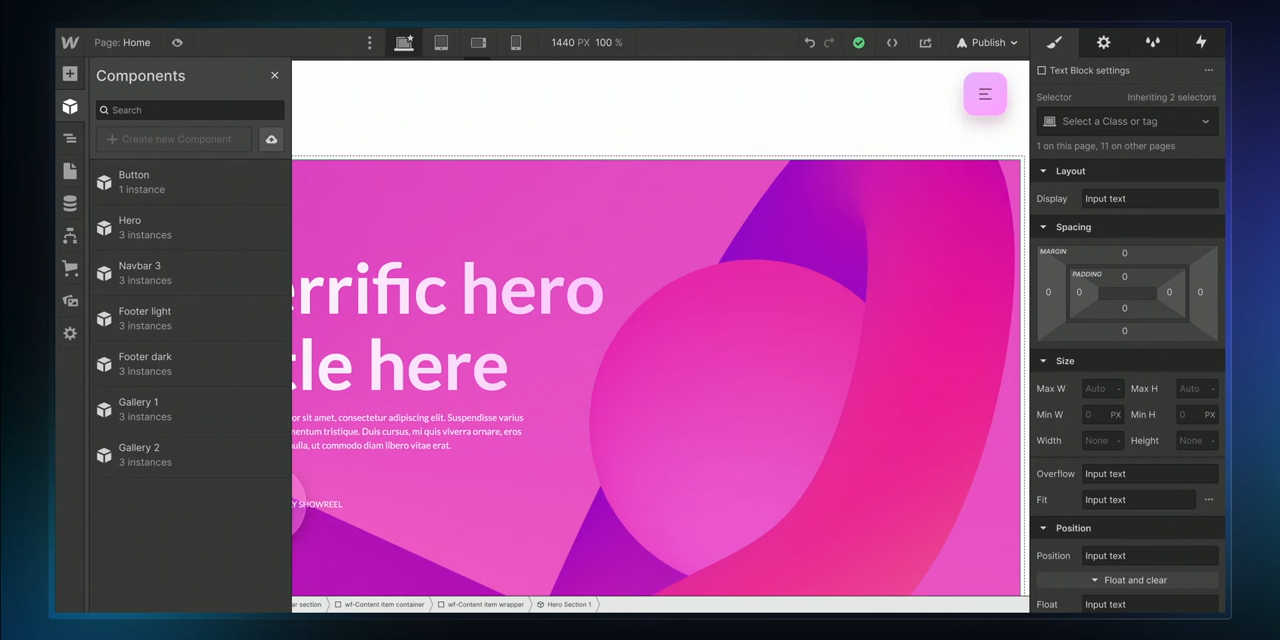 W
Page: Home
1440 PX 100 %
Publish
Components
Search
Create new Component
Button
1 instance
Hero
3 instances
Navbar 3
3 instances
Footer light
3 instances
Footer dark
3 instances
Gallery 1
3 instances
Gallery 2
3 instances
errific hero
tle here
or sit amet, consectetur adipiscing elit. Suspendisse varius
mentum tristique. Duis cursus, mi quis viverra ornare, eros
nulla, ut commodo diam libero vitae erat.
Y SHOWREEL
ar section
wf-Content item container
wf-Content item wrapper
Hero Section 1
Text Block settings
Selector
Inheriting 2 selectors
Select a Class or tag
1 on this page, 11 on other pages
Layout
Display Input text
Spacing
MARGIN
0
PADDING
0
0 0 0 0
0
0
Size
Max W Auto - Max H Auto -
Min W 0 PX Min H 0 PX
Width None - Height None -
Overflow Input text
Fit Input text
Position
Position Input text
Float and clear
Float Input text